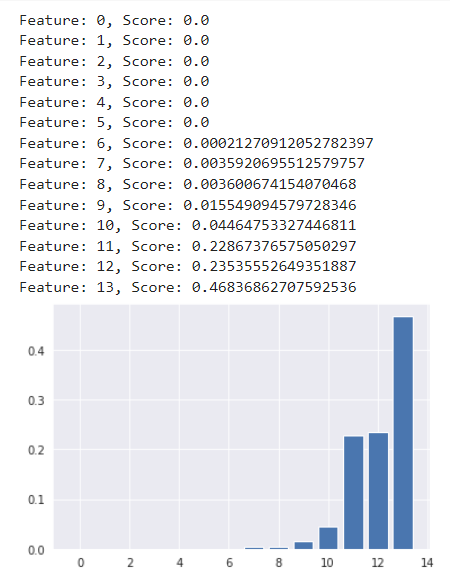 Feature: 0, Score: 0.0
Feature: 1, Score: 0.0
Feature: 2, Score: 0.0
Feature: 3, Score: 0.0
Feature: 4, Score: 0.0
Feature: 5, Score: 0.0
Feature: 6, Score: 0.00021270912052782397
Feature: 7, Score: 0.0035920695512579757
Feature: 8, Score: 0.003600674154070468
Feature: 9, Score: 0.015549094579728346
Feature: 10, Score: 0.04464753327446811
Feature: 11, Score: 0.22867376575050297
Feature: 12, Score: 0.23535552649351887
Feature: 13, Score: 0.46836862707592536
0.4
0.3
0.2
0.1
0.0
0 2 4 6 8 10 12 14